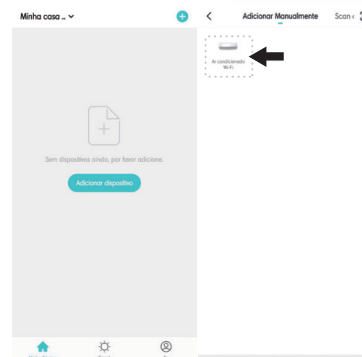 Minha casa ..
Sem dispositivos ainda, por favor adicione.
Adicionar dispositivo
Adicionar Manualmente
Scan
Ar condicionado
Wi-Fi